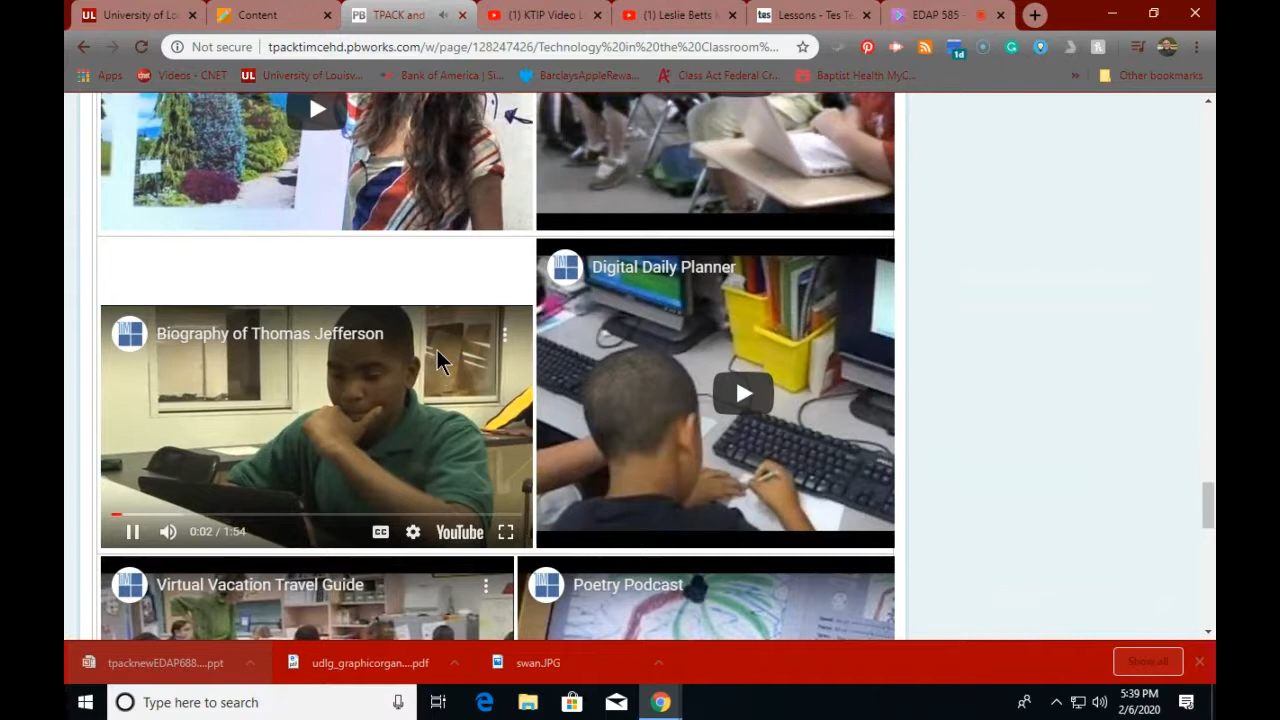 University of Lo
Content
TPACK and
(1) KTIP Video L
(1) Leslie Betts K
Lessons - Tes Te
EDAP 585 -
Not secure
tpacktimcehd.pbworks.com/w/page/128247426/Technology%20in%20the%20Classroom%...
1d
Apps
Videos - CNET
University of Louisv...
Bank of America | Si...
BarclaysAppleRewa...
Class Act Federal Cr...
Baptist Health MyC...
Other bookmarks
Digital Daily Planner
Biography of Thomas Jefferson
0:02 / 1:54
CC
YouTube
Virtual Vacation Travel Guide
Poetry Podcast
tpacknewEDAP688....ppt
udlg_graphicorgan....pdf
swan.JPG
Show all
Type here to search
5:39 PM
2/6/2020